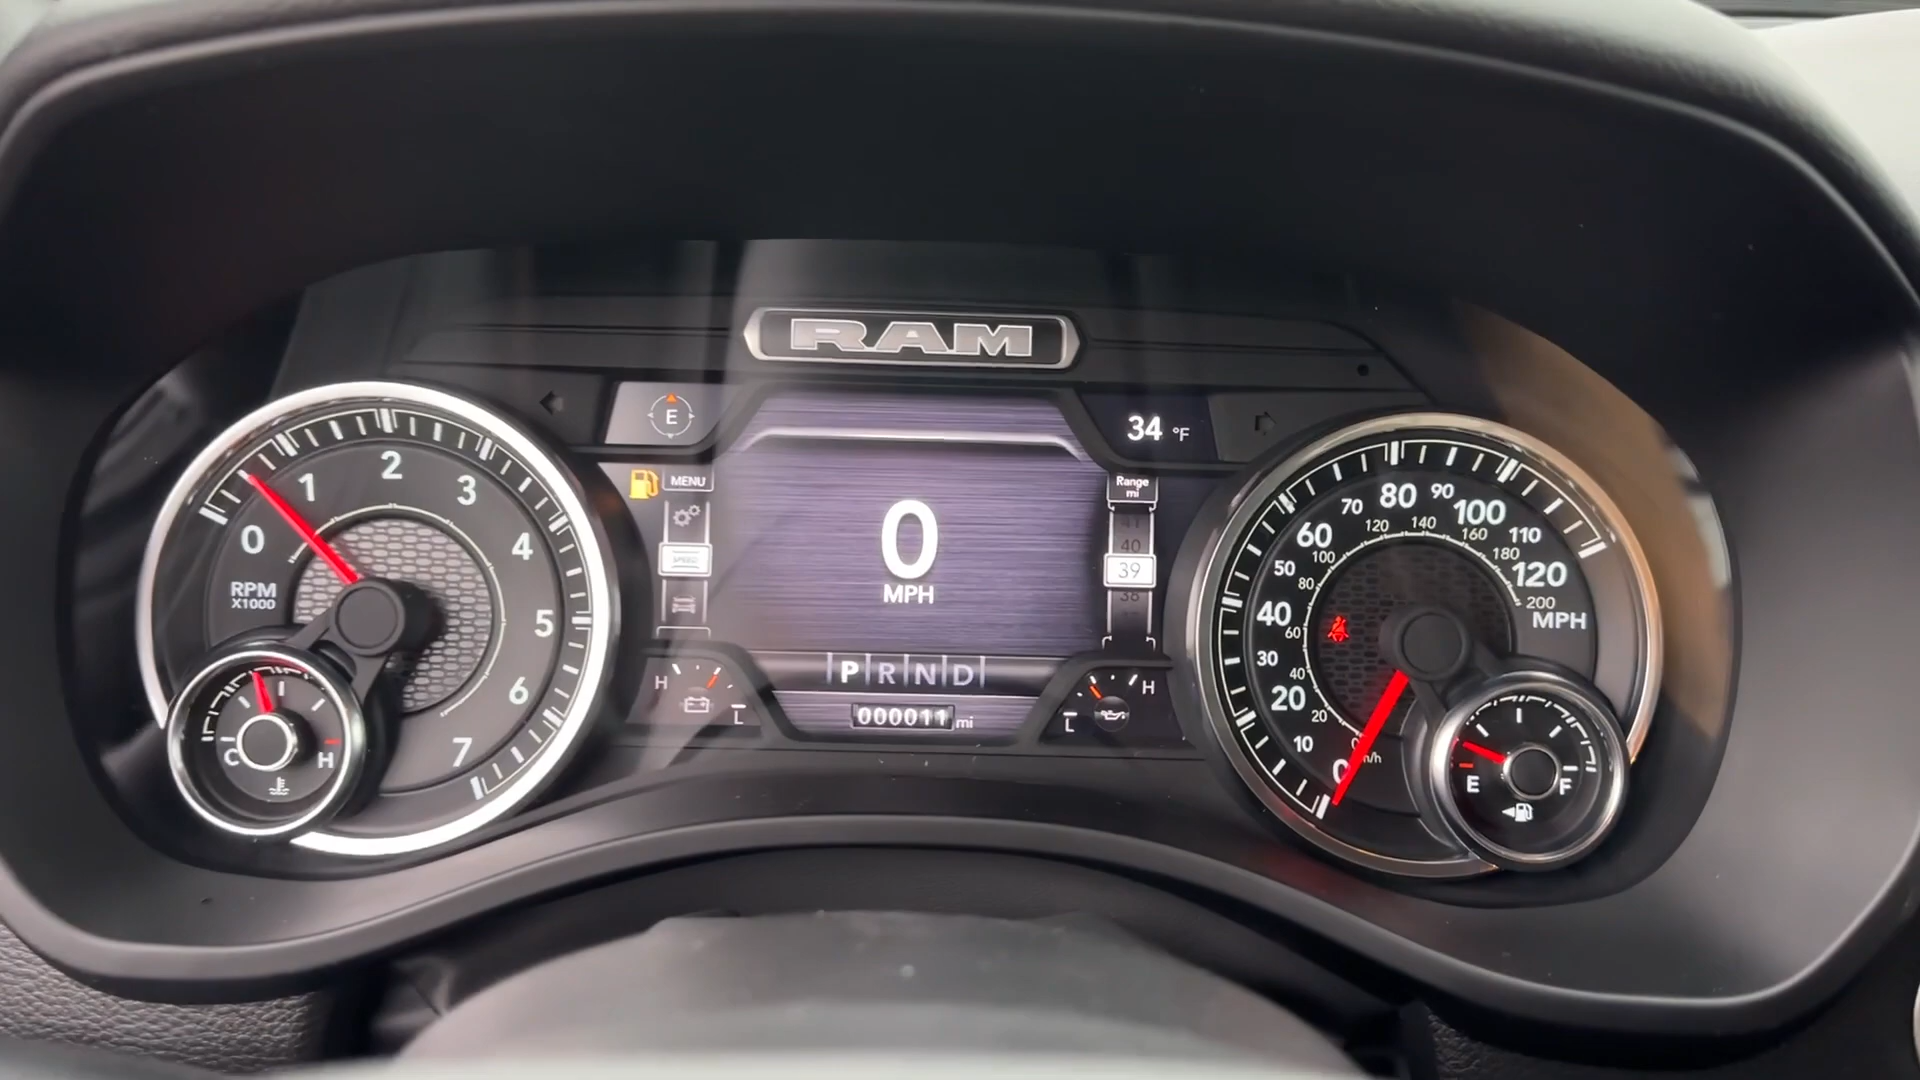 RAM
E
34 °F
MENU
Range
mi
41
40
39
38
0
MPH
P R N D
000011 mi
H
L
L
H
0
1
2
3
4
5
6
7
RPM
X1000
C
H
0
10
20
30
40
50
60
70
80
90
100
110
120
MPH
20
40
60
80
100
120
140
160
180
200
E
F